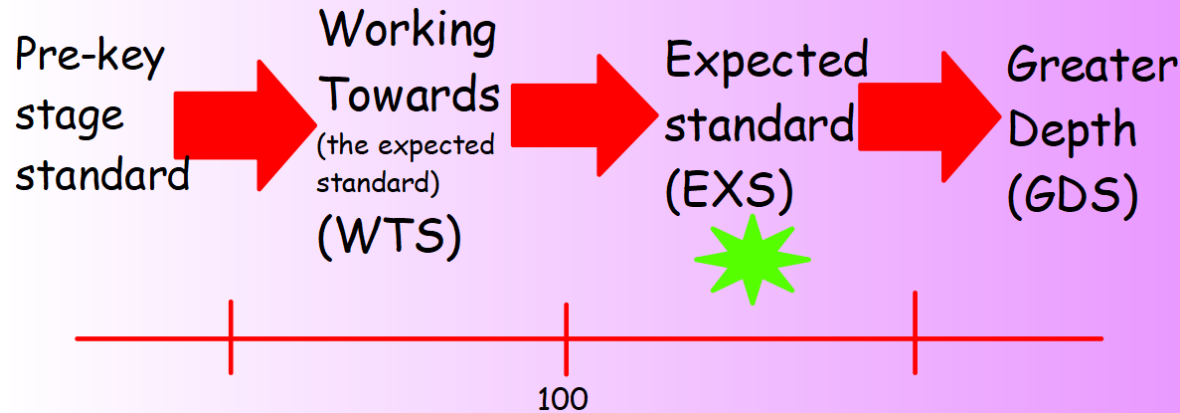 Pre-key
stage
standard
Working
Towards
(the expected
standard)
(WTS)
Expected
standard
(EXS)
Greater
Depth
(GDS)
100